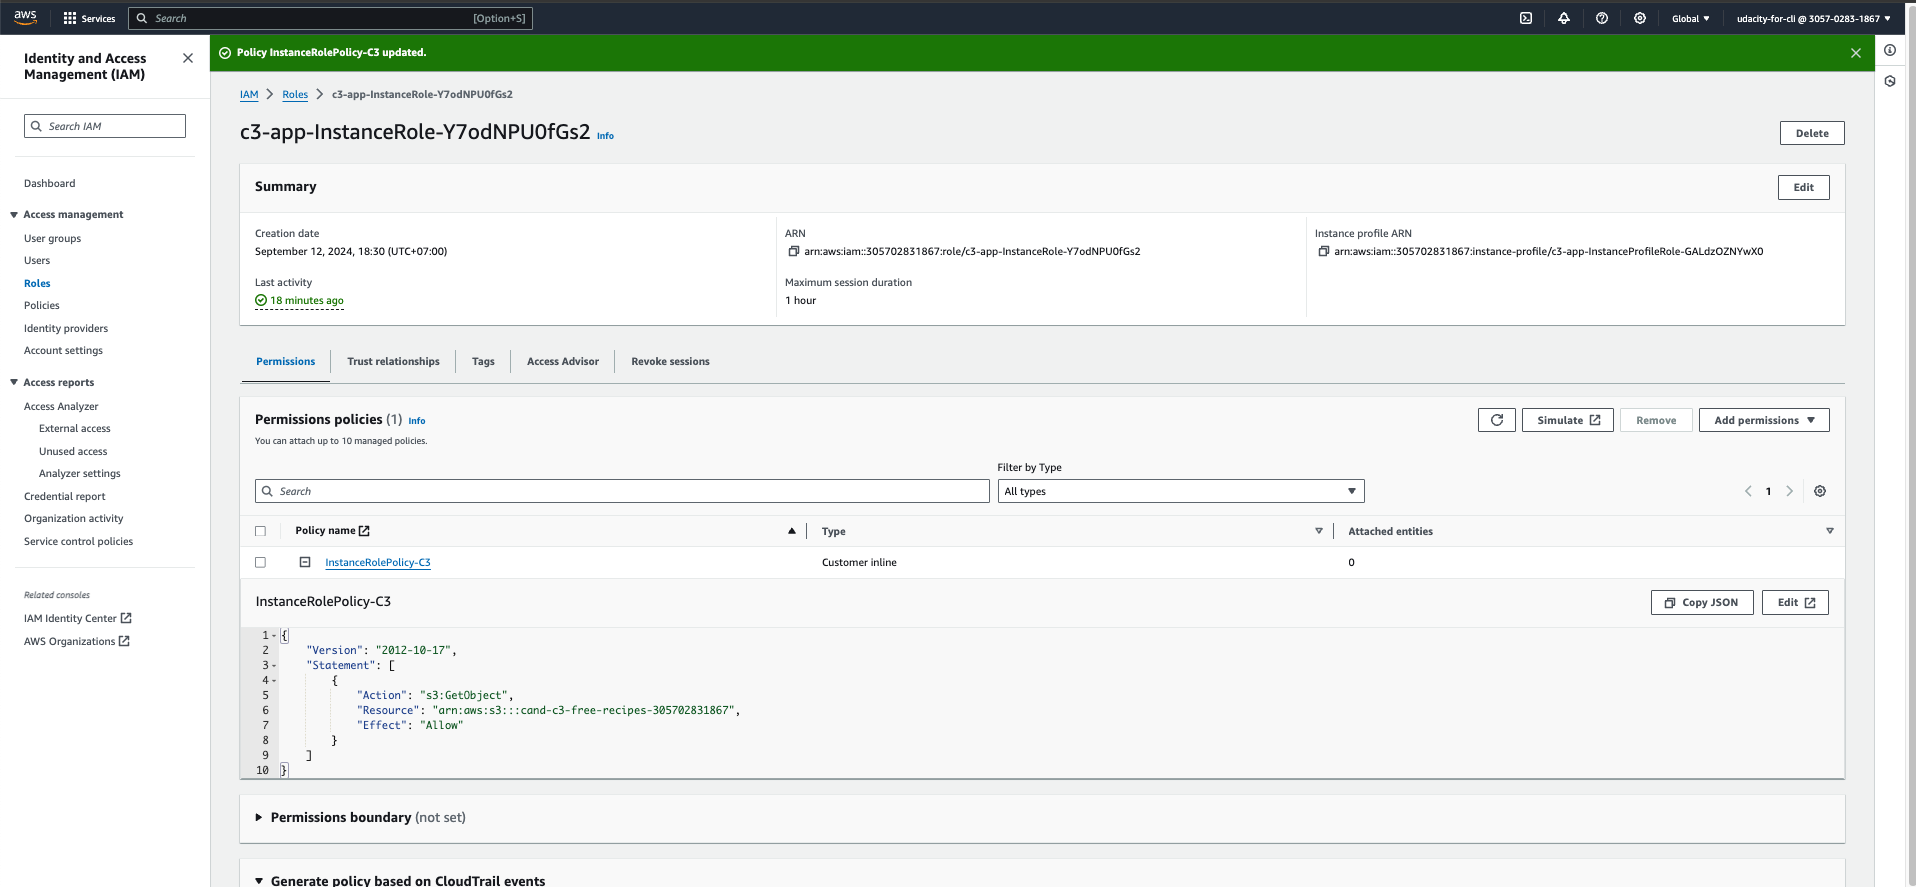 aws
Services
Search
[Option+S]
Global
udacity-for-cli @ 3057-0283-1867
Identity and Access Management (IAM)
Search IAM
Dashboard
Access management
User groups
Users
Roles
Policies
Identity providers
Account settings
Access reports
Access Analyzer
External access
Unused access
Analyzer settings
Credential report
Organization activity
Service control policies
Related consoles
IAM Identity Center
AWS Organizations
Policy InstanceRolePolicy-C3 updated.
IAM > Roles > c3-app-InstanceRole-Y7odNPU0fGs2
c3-app-InstanceRole-Y7odNPU0fGs2 Info
Delete
Summary
Edit
Creation date
September 12, 2024, 18:30 (UTC+07:00)
ARN
arn:aws:iam::305702831867:role/c3-app-InstanceRole-Y7odNPU0fGs2
Instance profile ARN
arn:aws:iam::305702831867:instance-profile/c3-app-InstanceProfileRole-GALdzOZNYwX0
Last activity
18 minutes ago
Maximum session duration
1 hour
Permissions
Trust relationships
Tags
Access Advisor
Revoke sessions
Permissions policies (1) Info
You can attach up to 10 managed policies.
Simulate
Remove
Add permissions
Filter by Type
Search
All types
1
Policy name
Type
Attached entities
InstanceRolePolicy-C3
Customer inline
0
InstanceRolePolicy-C3
Copy JSON
Edit
1 {
2 "Version": "2012-10-17",
3 "Statement": [
4 {
5 "Action": "s3:GetObject",
6 "Resource": "arn:aws:s3:::cand-c3-free-recipes-305702831867",
7 "Effect": "Allow"
8 }
9 ]
10 }
Permissions boundary (not set)
Generate policy based on CloudTrail events